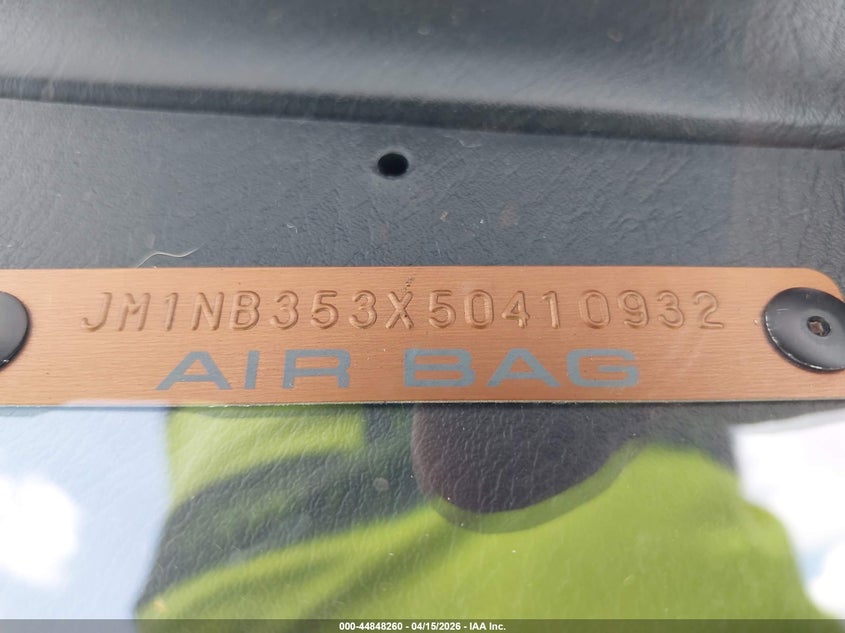 JM1NB353X50410932
AIR BAG
000-44848260 - 04/15/2026 - IAA Inc.